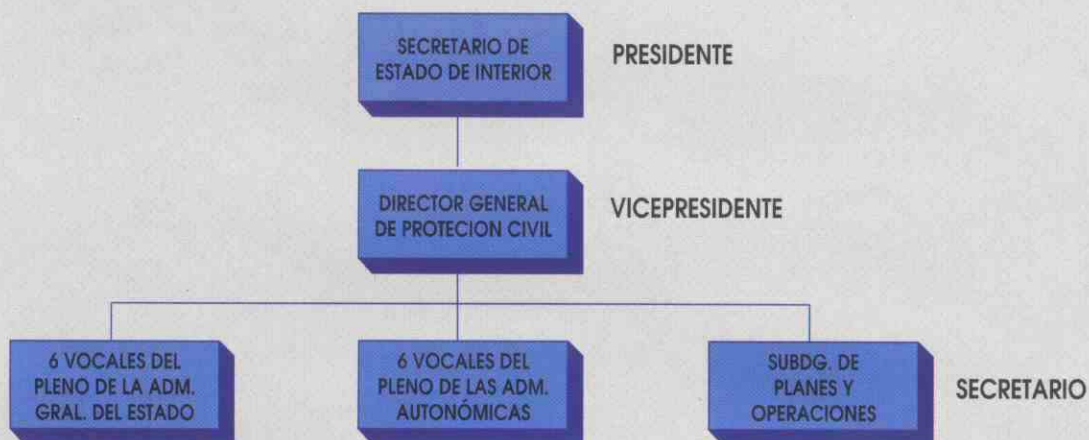 SECRETARIO DE
ESTADO DE INTERIOR
PRESIDENTE
DIRECTOR GENERAL
DE PROTECION CIVIL
VICEPRESIDENTE
6 VOCALES DEL
PLENO DE LA ADM.
GRAL. DEL ESTADO
6 VOCALES DEL
PLENO DE LAS ADM.
AUTONÓMICAS
SUBDG. DE
PLANES Y
OPERACIONES
SECRETARIO